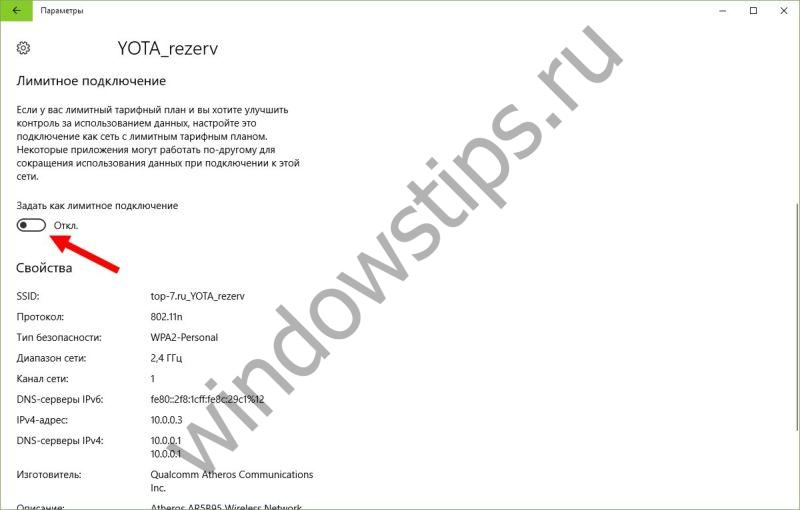 Параметры
YOTA_rezerv
Лимитное подключение
Если у вас лимитный тарифный план и вы хотите улучшить
контроль за использованием данных, настройте это
подключение как сеть с лимитным тарифным планом.
Некоторые приложения могут работать по-другому для
сокращения использования данных при подключении к этой
сети.
Задать как лимитное подключение
Откл.
Свойства
SSID: top-7.ru_YOTA_rezerv
Протокол: 802.11n
Тип безопасности: WPA2-Personal
Диапазон сети: 2,4 ГГц
Канал сети: 1
DNS-серверы IPv6: fe80::2f8:1cff:fe8c:29c1%12
IPv4-адрес: 10.0.0.3
DNS-серверы IPv4: 10.0.0.1
10.0.0.1
Изготовитель: Qualcomm Atheros Communications
Inc.
Описание: Atheros AR5B95 Wireless Network
windowstips.ru